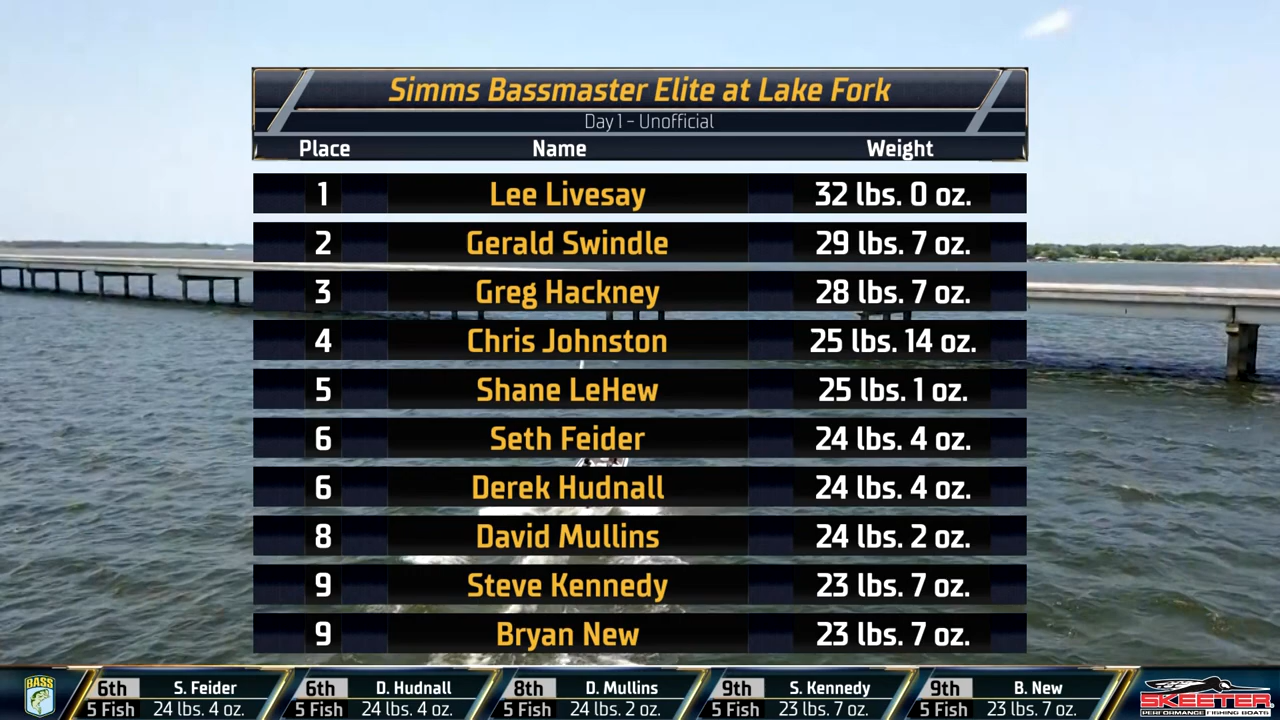 Simms Bassmaster Elite at Lake Fork
Day 1 - Unofficial
Place Name Weight
1 Lee Livesay 32 lbs. 0 oz.
2 Gerald Swindle 29 lbs. 7 oz.
3 Greg Hackney 28 lbs. 7 oz.
4 Chris Johnston 25 lbs. 14 oz.
5 Shane LeHew 25 lbs. 1 oz.
6 Seth Feider 24 lbs. 4 oz.
6 Derek Hudnall 24 lbs. 4 oz.
8 David Mullins 24 lbs. 2 oz.
9 Steve Kennedy 23 lbs. 7 oz.
9 Bryan New 23 lbs. 7 oz.
BASS
6th S. Feider
5 Fish 24 lbs. 4 oz.
6th D. Hudnall
5 Fish 24 lbs. 4 oz.
8th D. Mullins
5 Fish 24 lbs. 2 oz.
9th S. Kennedy
5 Fish 23 lbs. 7 oz.
9th B. New
5 Fish 23 lbs. 7 oz.
SKEETER
PERFORMANCE FISHING BOATS